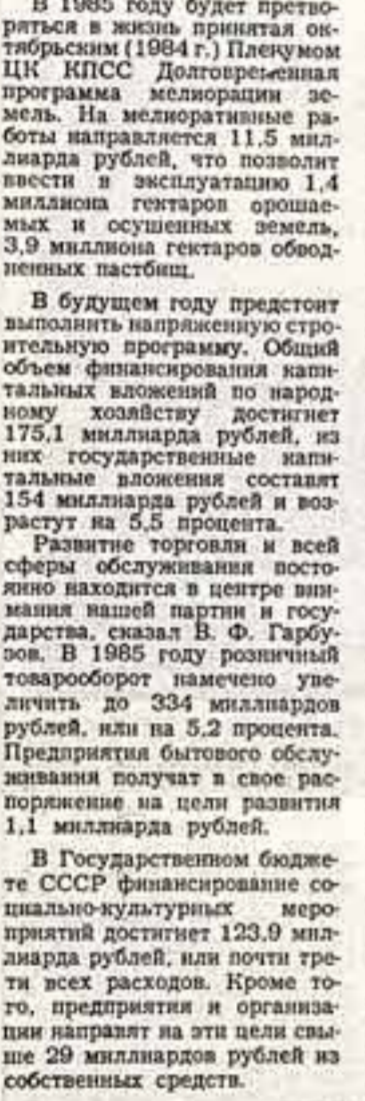 В 1985 году будет претво-
ряться в жизнь принятая ок-
тябрьским (1984 г.) Пленумом
ЦК КПСС Долговременная
программа мелиорации зе-
мель. На мелиоративные ра-
боты направляется 11,5 мил-
лиарда рублей, что позволит
ввести в эксплуатацию 1,4
миллиона гектаров орошае-
мых и осушенных земель,
3,9 миллиона гектаров обвод-
ненных пастбищ.
В будущем году предстоит
выполнить напряженную стро-
ительную программу. Общий
объем финансирования капи-
тальных вложений по народ-
ному хозяйству достигнет
175,1 миллиарда рублей, из
них государственные капи-
тальные вложения составят
154 миллиарда рублей и воз-
растут на 5,5 процента.
Развитие торговли и всей
сферы обслуживания посто-
янно находится в центре вни-
мания нашей партии и госу-
дарства, сказал В. Ф. Гарбу-
зов. В 1985 году розничный
товарооборот намечено уве-
личить до 334 миллиардов
рублей, или на 5,2 процента.
Предприятия бытового обслу-
живания получат в свое рас-
поряжение на цели развития
1,1 миллиарда рублей.
В Государственном бюдже-
те СССР финансирование со-
циально-культурных меро-
приятий достигнет 123,9 мил-
лиарда рублей, или почти тре-
ти всех расходов. Кроме то-
го, предприятия и организа-
ции направят на эти цели свы-
ше 29 миллиардов рублей из
собственных средств.